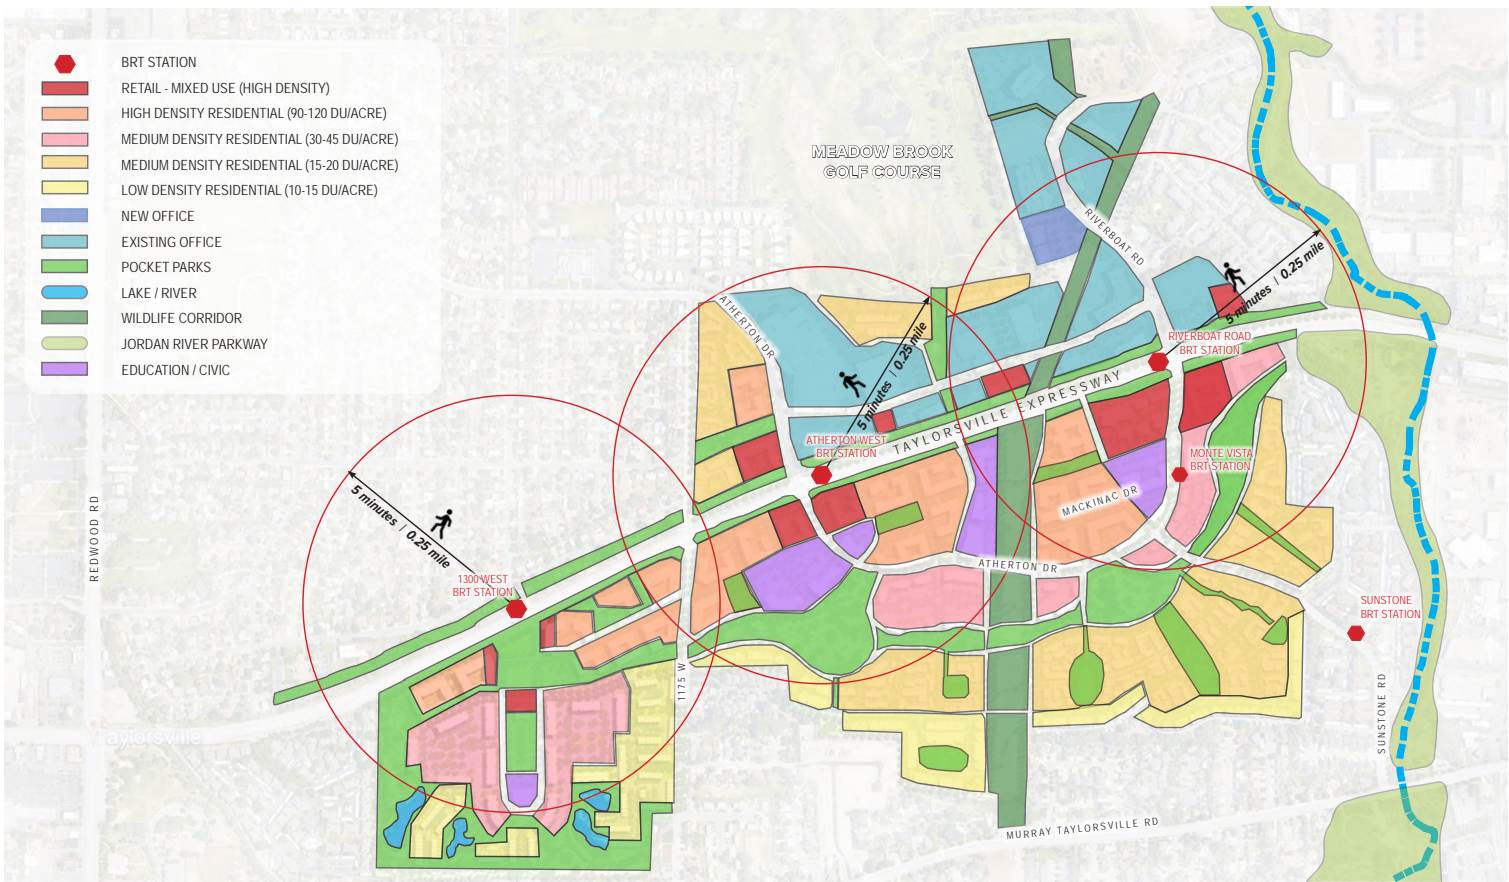 BRT STATION
RETAIL - MIXED USE (HIGH DENSITY)
HIGH DENSITY RESIDENTIAL (90-120 DU/ACRE)
MEDIUM DENSITY RESIDENTIAL (30-45 DU/ACRE)
MEDIUM DENSITY RESIDENTIAL (15-20 DU/ACRE)
LOW DENSITY RESIDENTIAL (10-15 DU/ACRE)
NEW OFFICE
EXISTING OFFICE
POCKET PARKS
LAKE / RIVER
WILDLIFE CORRIDOR
JORDAN RIVER PARKWAY
EDUCATION / CIVIC
MEADOW BROOK
GOLF COURSE
RIVERBOAT RD
5 minutes | 0.25 mile
ATHERTON DR
RIVERBOAT ROAD
BRT STATION
5 minutes | 0.25 mile
TAYLORSVILLE EXPRESSWAY
ATHERTON WEST
BRT STATION
MONTE VISTA
BRT STATION
MACKINAC DR
5 minutes | 0.25 mile
REDWOOD RD
ATHERTON DR
1300 WEST
BRT STATION
SUNSTONE
BRT STATION
1175 W
SUNSTONE RD
Taylorsville
MURRAY TAYLORSVILLE RD